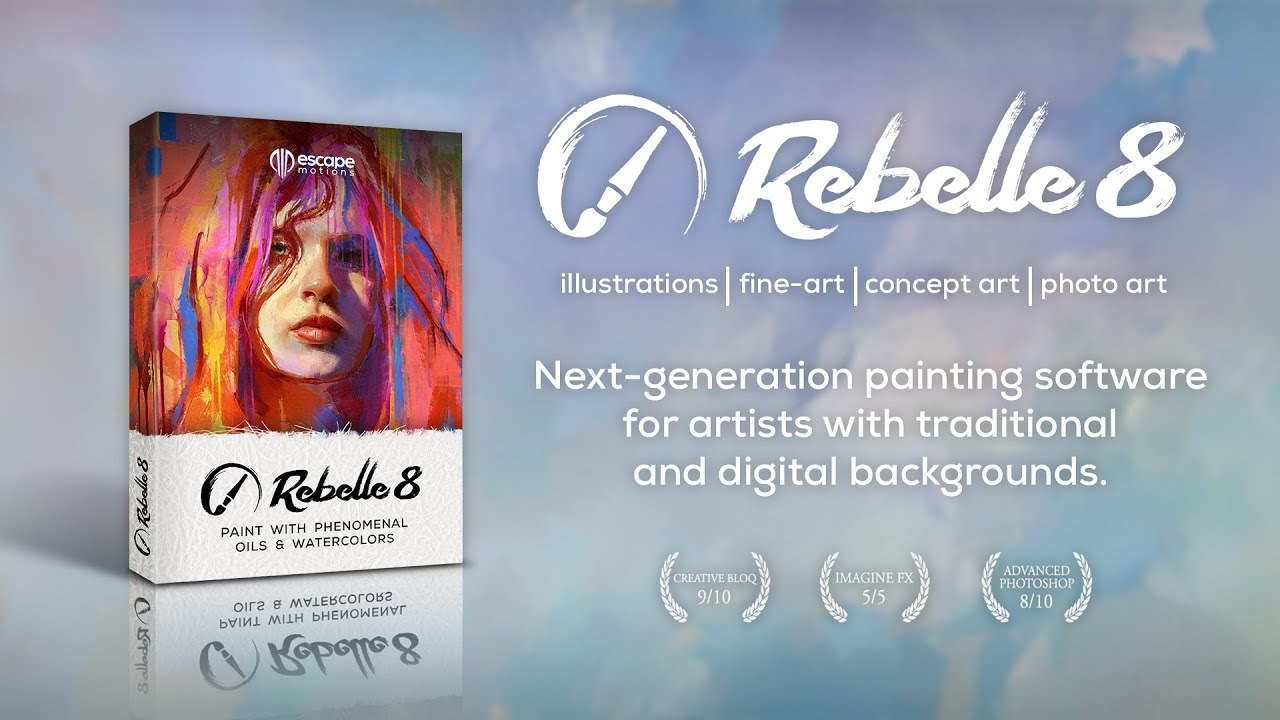 escape
motions
Rebelle 8
PAINT WITH PHENOMENAL
OILS & WATERCOLORS
Rebelle 8
Rebelle 8
illustrations | fine-art | concept art | photo art
Next-generation painting software
for artists with traditional
and digital backgrounds.
CREATIVE BLOQ
9/10
IMAGINE FX
5/5
ADVANCED
PHOTOSHOP
8/10